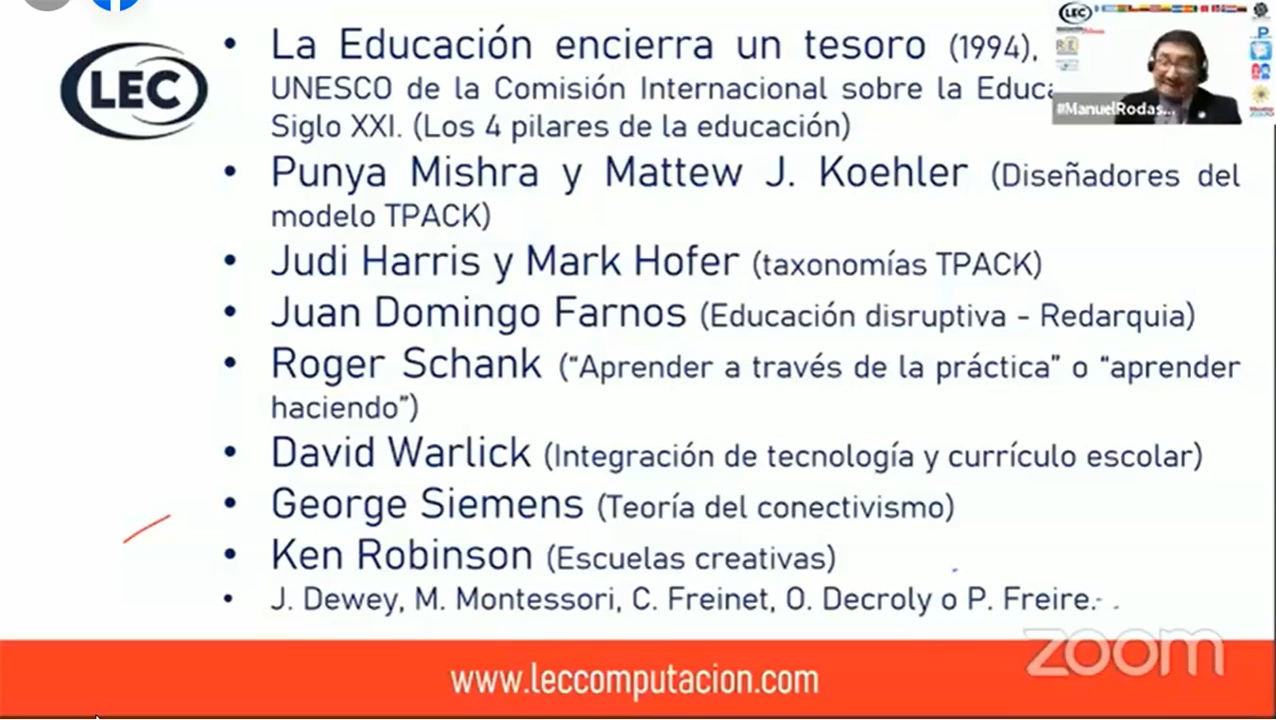 LEC
• La Educación encierra un tesoro (1994),
UNESCO de la Comisión Internacional sobre la Educa
Siglo XXI. (Los 4 pilares de la educación)
• Punya Mishra y Mattew J. Koehler (Diseñadores del
modelo TPACK)
• Judi Harris y Mark Hofer (taxonomías TPACK)
• Juan Domingo Farnos (Educación disruptiva - Redarquia)
• Roger Schank (“Aprender a través de la práctica” o “aprender
haciendo”)
• David Warlick (Integración de tecnología y currículo escolar)
• George Siemens (Teoría del conectivismo)
• Ken Robinson (Escuelas creativas)
• J. Dewey, M. Montessori, C. Freinet, O. Decroly o P. Freire.
LEC
#ManuelRodas...
zoom
www.leccomputacion.com